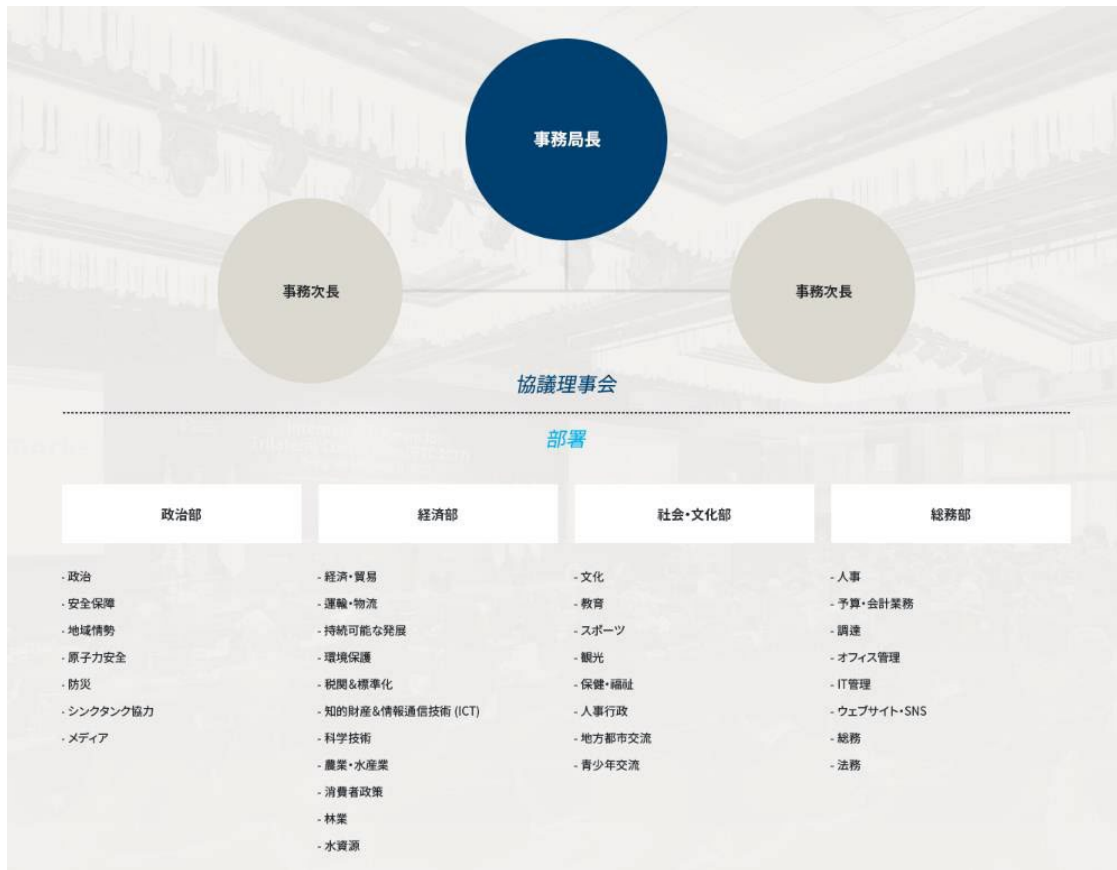 事務局長
事務次長
事務次長
協議理事会
部署
政治部
経済部
社会・文化部
総務部
- 政治
- 安全保障
- 地域情勢
- 原子力安全
- 防災
- シンクタンク協力
- メディア
- 経済・貿易
- 運輸・物流
- 持続可能な発展
- 環境保護
- 税関&標準化
- 知的財産&情報通信技術 (ICT)
- 科学技術
- 農業・水産業
- 消費者政策
- 林業
- 水資源
- 文化
- 教育
- スポーツ
- 観光
- 保健・福祉
- 人事行政
- 地方都市交流
- 青少年交流
- 人事
- 予算・会計業務
- 調達
- オフィス管理
- IT管理
- ウェブサイト・SNS
- 総務
- 法務